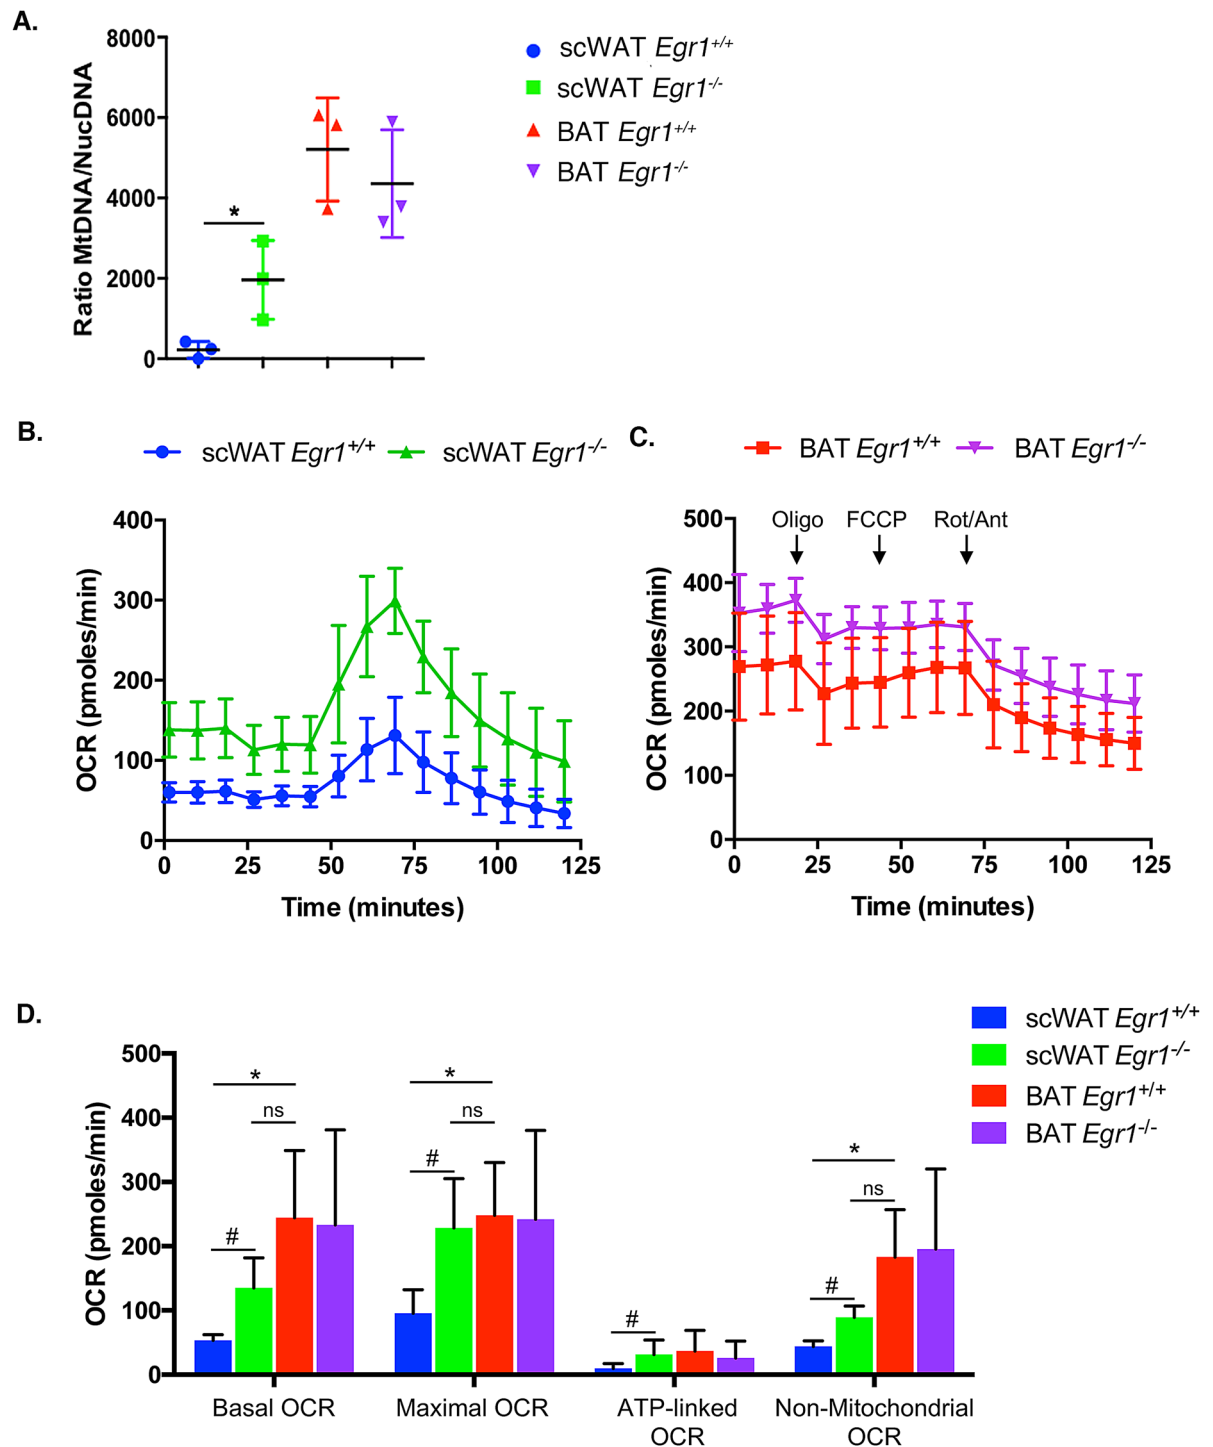 A.
8000
6000
4000
2000
0
Ratio MtDNA/NucDNA
*
scWAT Egr1+/+
scWAT Egr1-/-
BAT Egr1+/+
BAT Egr1-/-
B.
scWAT Egr1+/+ scWAT Egr1-/-
400
300
200
100
0
OCR (pmoles/min)
0 25 50 75 100 125
Time (minutes)
C.
BAT Egr1+/+ BAT Egr1-/-
500
400
300
200
100
0
OCR (pmoles/min)
Oligo FCCP Rot/Ant
0 25 50 75 100 125
Time (minutes)
D.
scWAT Egr1+/+
scWAT Egr1-/-
BAT Egr1+/+
BAT Egr1-/-
500
400
300
200
100
0
OCR (pmoles/min)
* ns #
* ns #
#
* ns #
Basal OCR
Maximal OCR
ATP-linked
OCR
Non-Mitochondrial
OCR